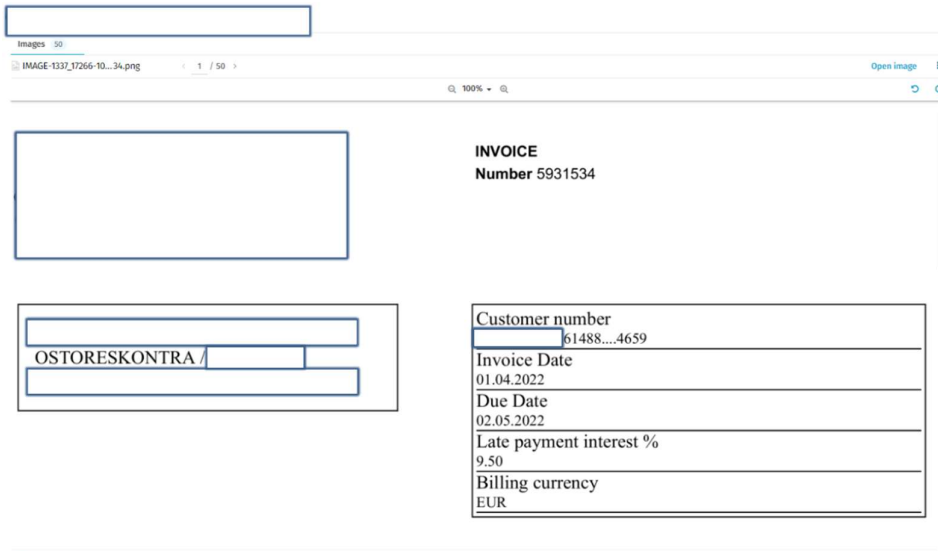 Images 50
IMAGE-1337_17266-10...34.png 1 / 50 Open image
100%
INVOICE
Number 5931534
OSTORESKONTRA /
Customer number
61488....4659
Invoice Date
01.04.2022
Due Date
02.05.2022
Late payment interest %
9.50
Billing currency
EUR